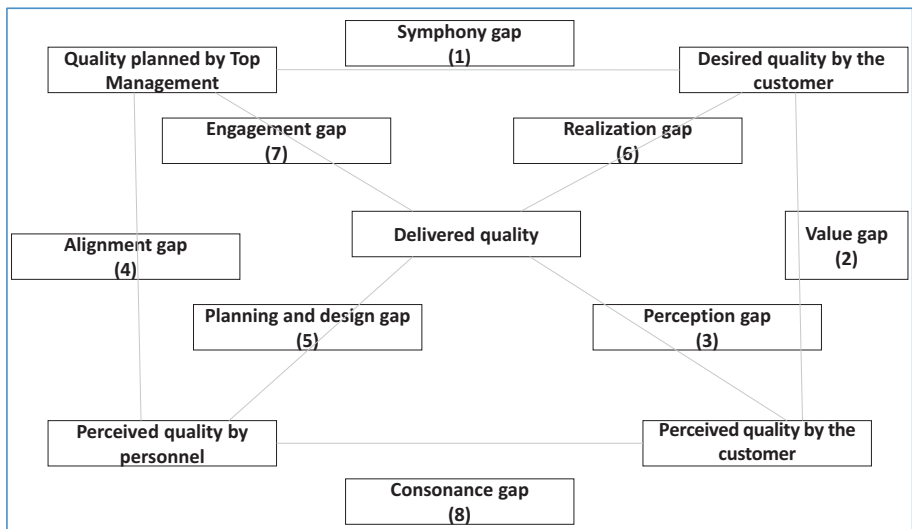 Symphony gap
(1)
Quality planned by Top
Management
Desired quality by the
customer
Engagement gap
(7)
Realization gap
(6)
Delivered quality
Alignment gap
(4)
Value gap
(2)
Planning and design gap
(5)
Perception gap
(3)
Perceived quality by
personnel
Perceived quality by the
customer
Consonance gap
(8)